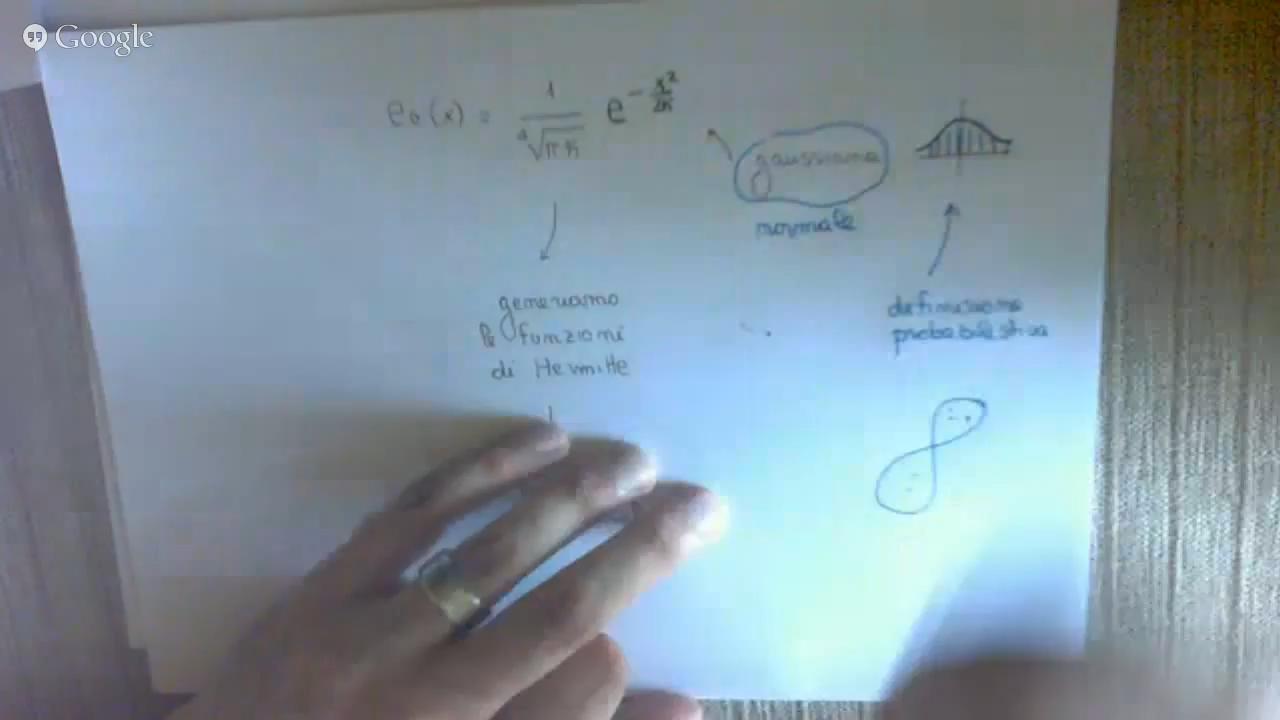 Google
e₀(x) = 1/⁴√(πℏ) e^(-x²/2ℏ)
gaussiana
normale
generiamo
le funzioni
di Hermite
definizione
probabilistica